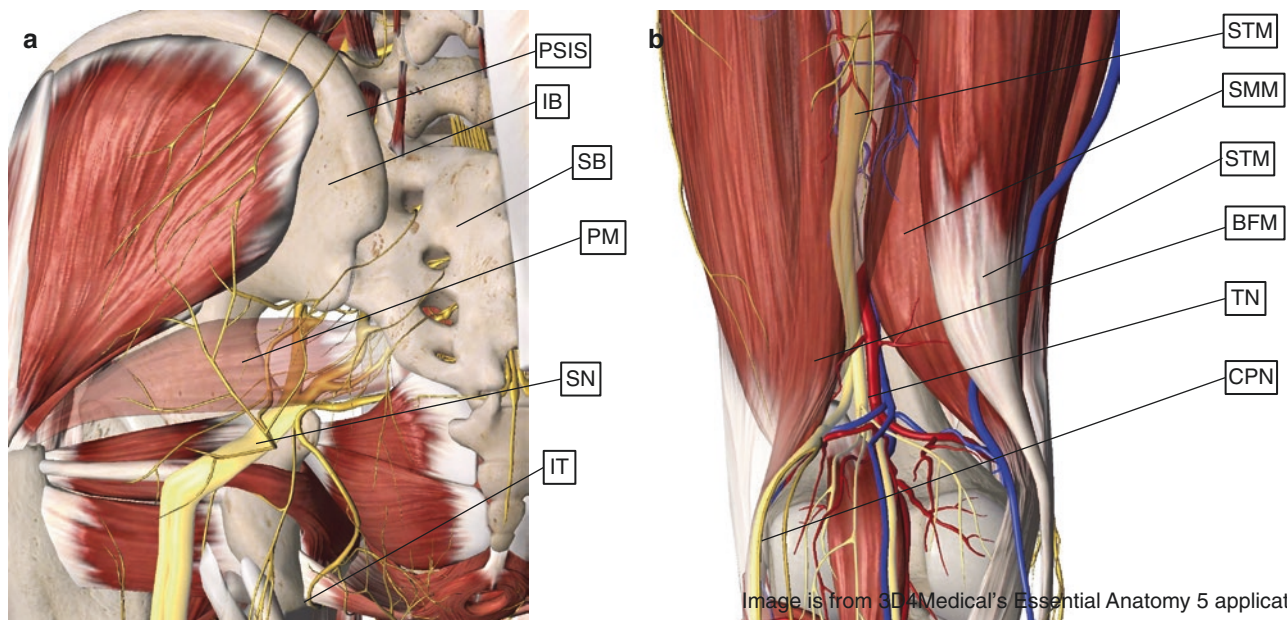 a
PSIS
IB
SB
PM
SN
IT
b
STM
SMM
STM
BFM
TN
CPN
Image is from 3D4Medical's Essential Anatomy 5 applicat